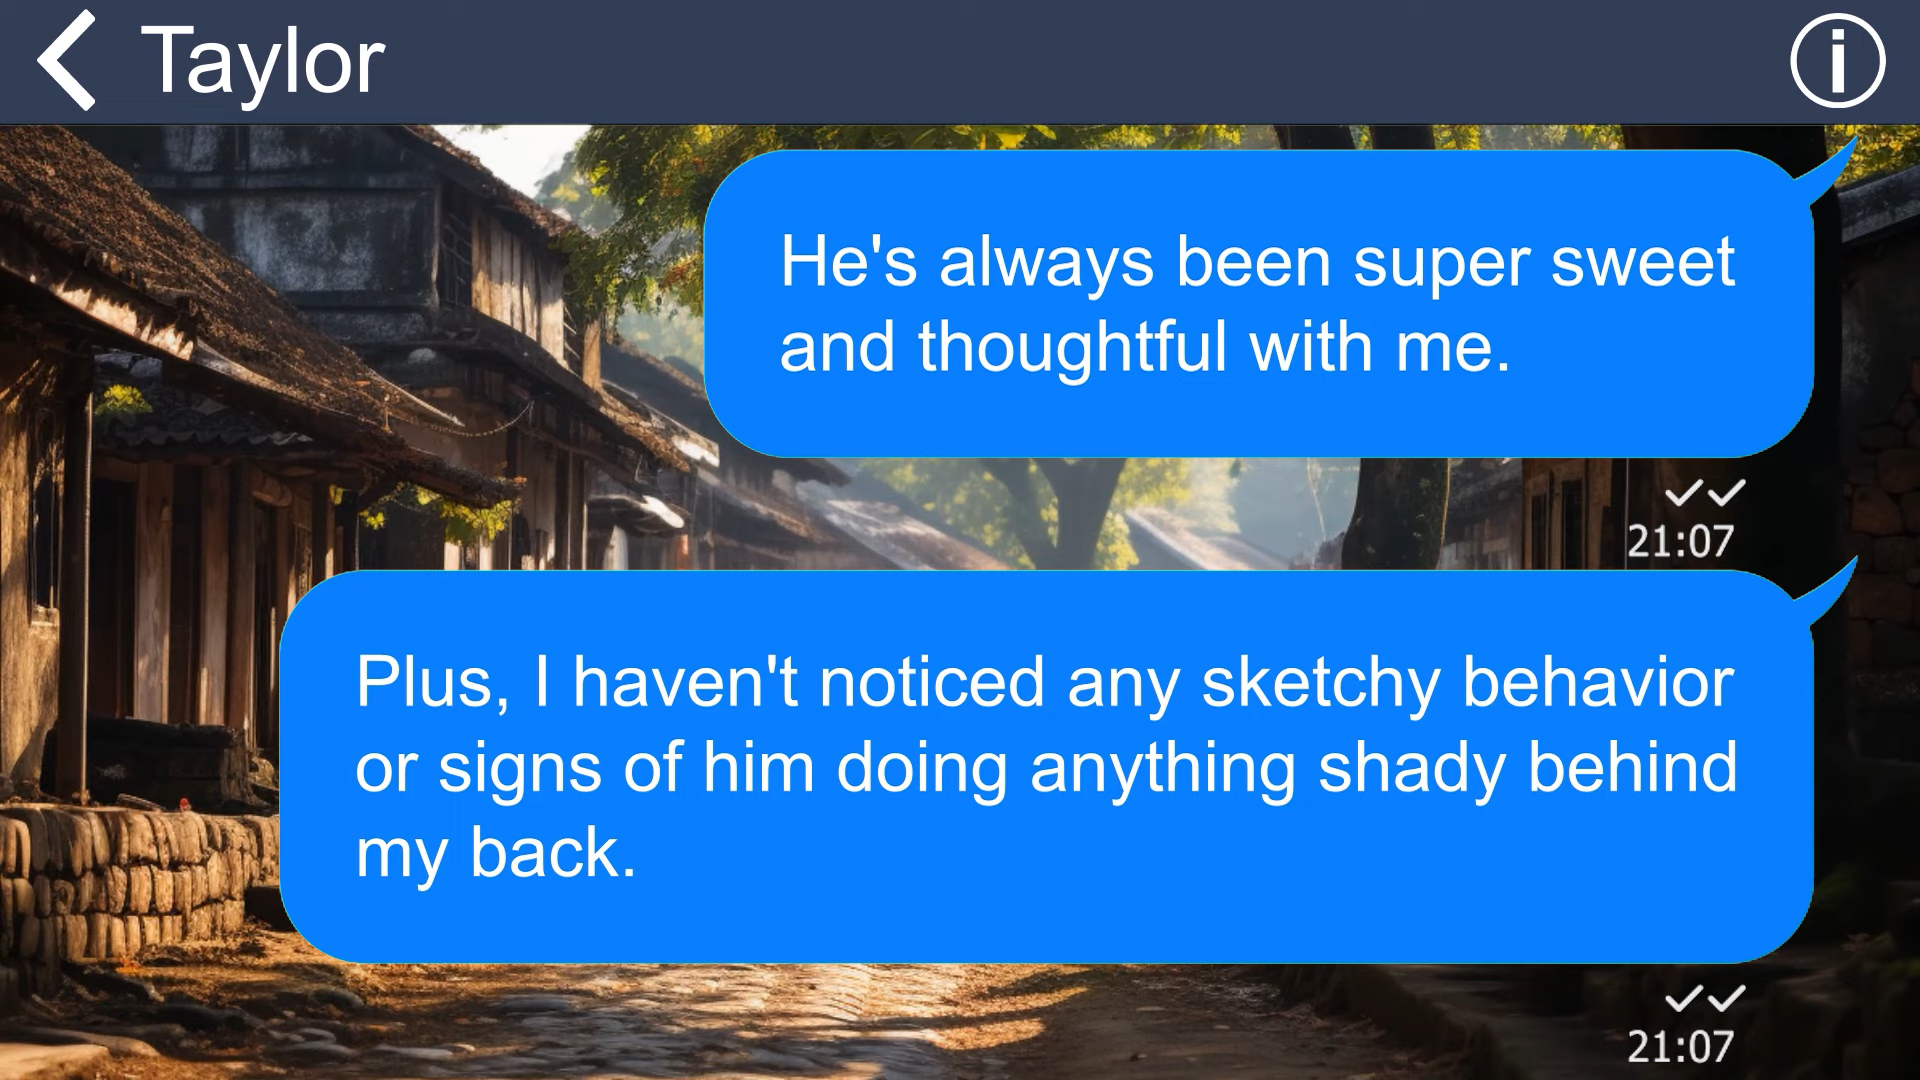 Taylor
He's always been super sweet
and thoughtful with me.
21:07
Plus, I haven't noticed any sketchy behavior
or signs of him doing anything shady behind
my back.
21:07